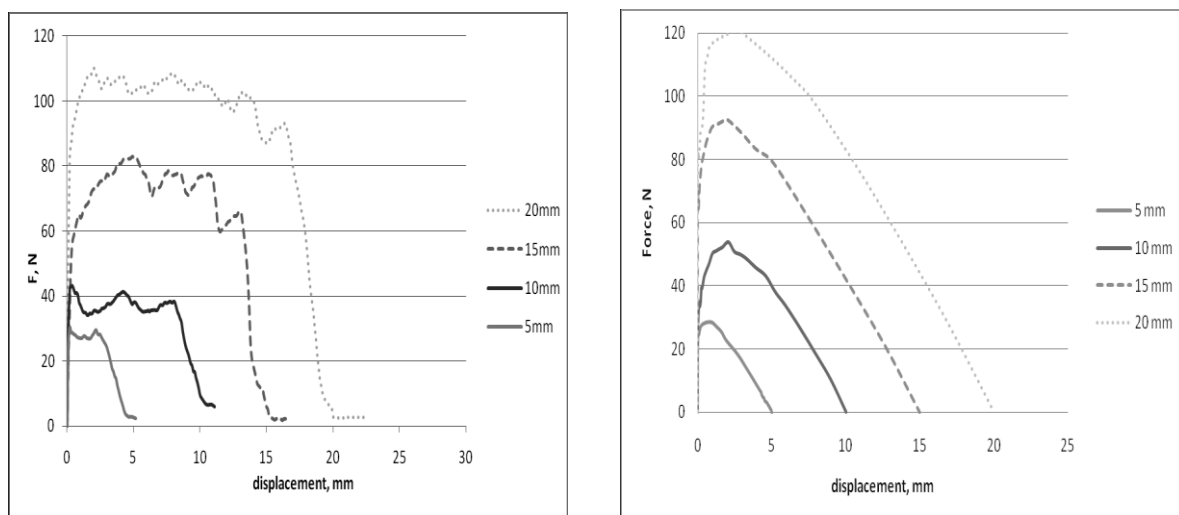 120
100
80
60
40
20
0
F, N
0 5 10 15 20 25 30
displacement, mm
20mm
15mm
10mm
5mm
120
100
80
60
40
20
0
Force, N
0 5 10 15 20 25
displacement, mm
5 mm
10 mm
15 mm
20 mm